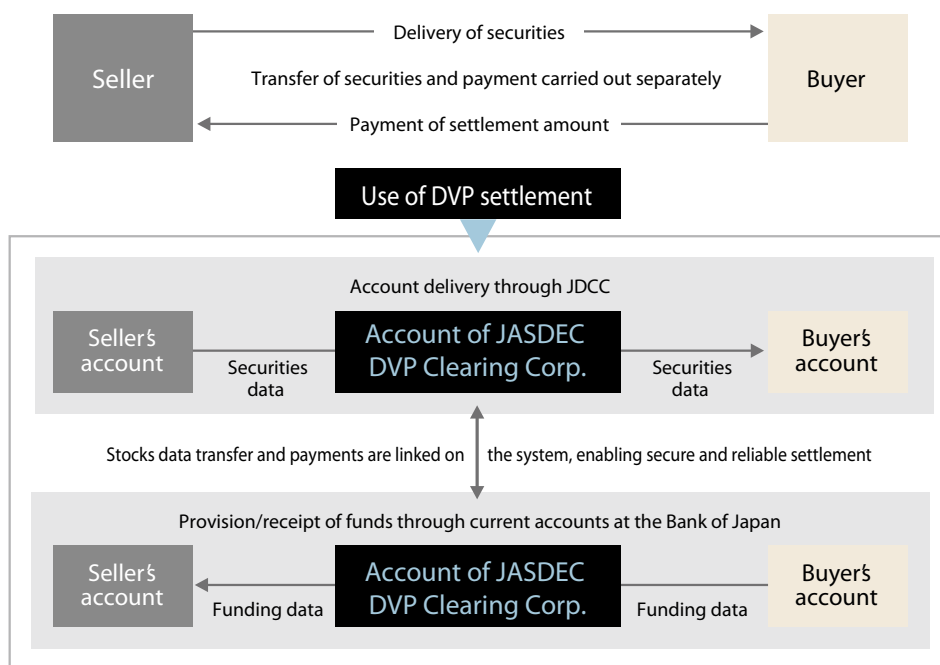 Delivery of securities
Seller
Transfer of securities and payment carried out separately
Buyer
Payment of settlement amount
Use of DVP settlement
Account delivery through JDCC
Seller's
account
Securities
data
Account of JASDEC
DVP Clearing Corp.
Securities
data
Buyer's
account
Stocks data transfer and payments are linked on the system, enabling secure and reliable settlement
Provision/receipt of funds through current accounts at the Bank of Japan
Seller's
account
Funding data
Account of JASDEC
DVP Clearing Corp.
Funding data
Buyer's
account